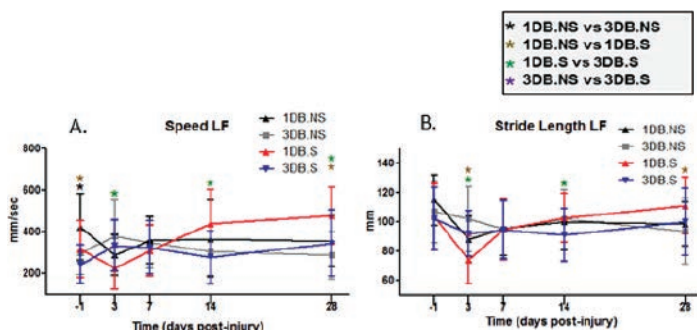 ★ 1DB.NS vs 3DB.NS
★ 1DB.NS vs 1DB.S
★ 1DB.S vs 3DB.S
★ 3DB.NS vs 3DB.S
A.
Speed LF
1DB.NS
3DB.NS
1DB.S
3DB.S
mm/sec
800
600
400
200
-1
3
7
14
28
Time (days post-injury)
B.
Stride Length LF
1DB.NS
3DB.NS
1DB.S
3DB.S
mm
140
120
100
80
60
-1
3
7
14
28
Time (days post-injury)